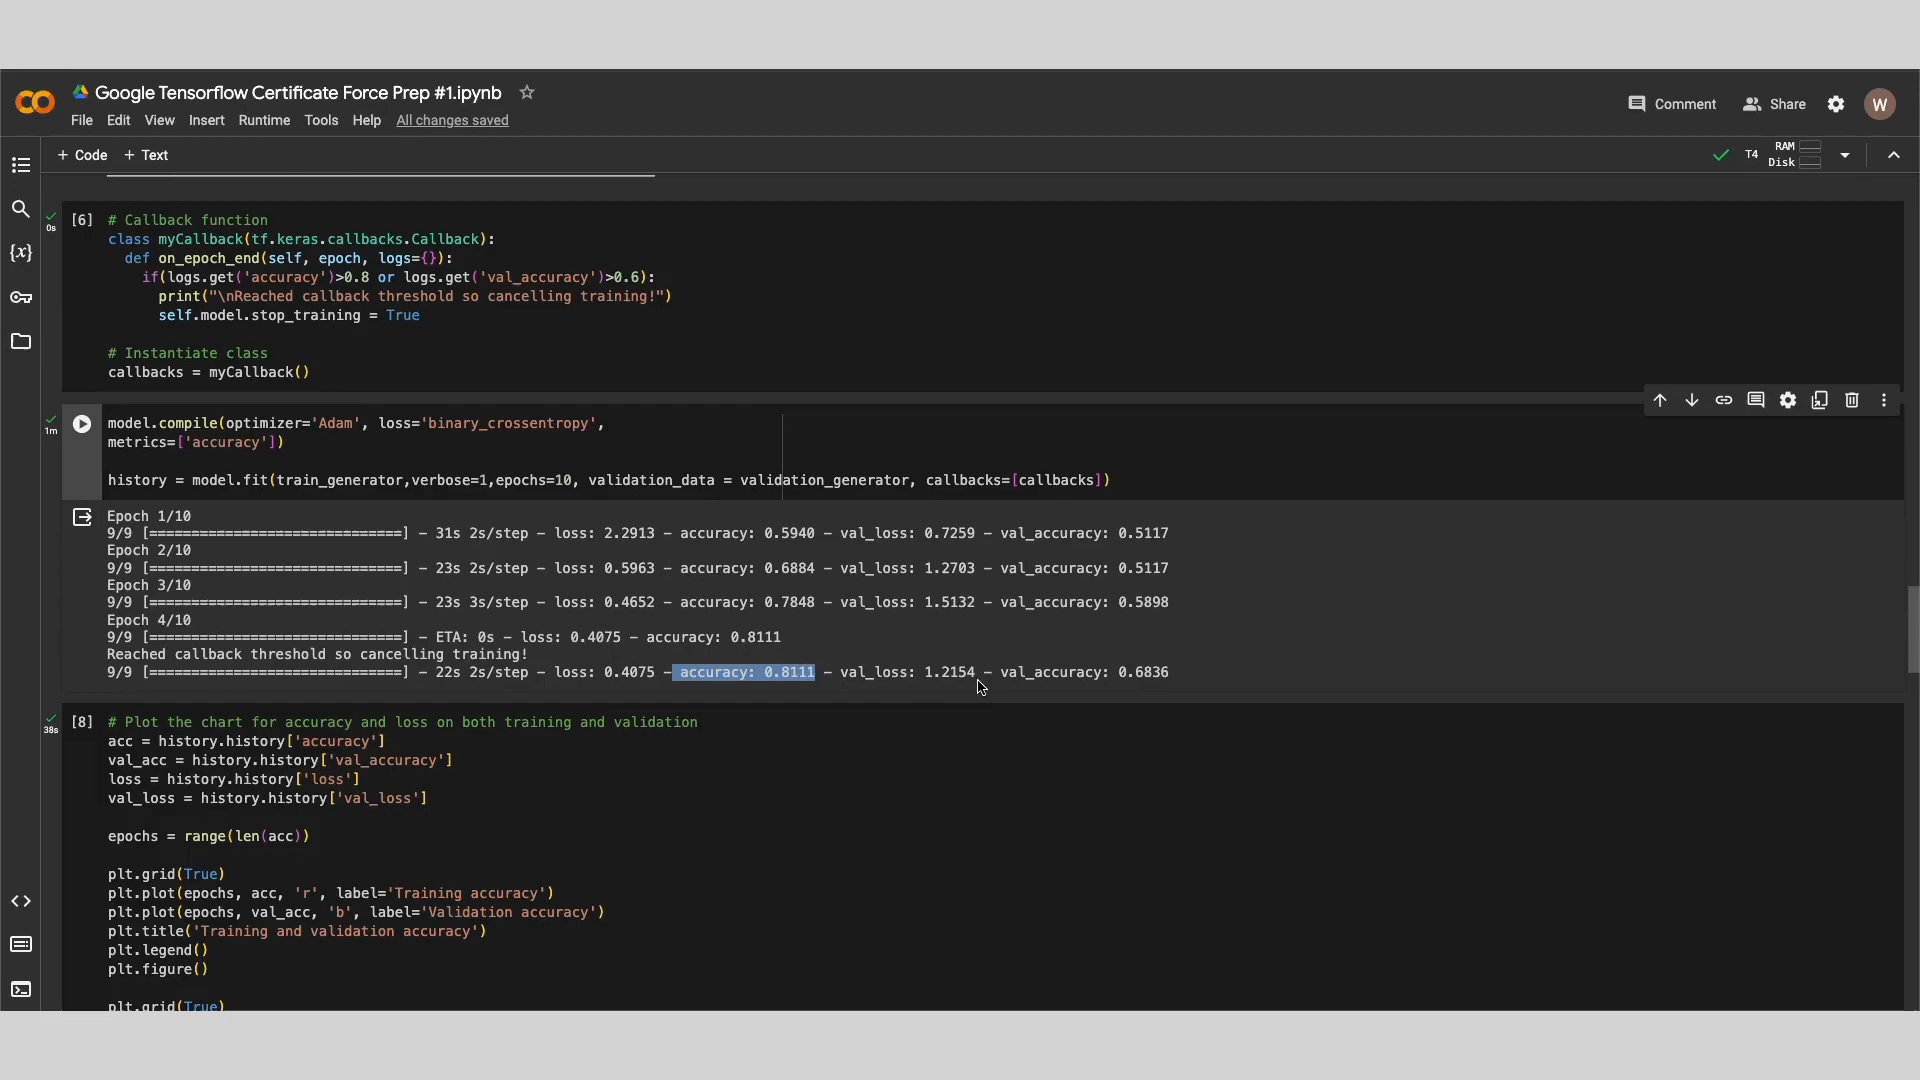 Google Tensorflow Certificate Force Prep #1.ipynb
Comment
Share
W
File Edit View Insert Runtime Tools Help All changes saved
+ Code + Text
T4
RAM
Disk
[6]
0s
# Callback function
class myCallback(tf.keras.callbacks.Callback):
  def on_epoch_end(self, epoch, logs={}):
    if(logs.get('accuracy')>0.8 or logs.get('val_accuracy')>0.6):
      print("\nReached callback threshold so cancelling training!")
      self.model.stop_training = True
# Instantiate class
callbacks = myCallback()
1m
model.compile(optimizer='Adam', loss='binary_crossentropy',
metrics=['accuracy'])
history = model.fit(train_generator,verbose=1,epochs=10, validation_data = validation_generator, callbacks=[callbacks])
Epoch 1/10
9/9 [==============================] - 31s 2s/step - loss: 2.2913 - accuracy: 0.5940 - val_loss: 0.7259 - val_accuracy: 0.5117
Epoch 2/10
9/9 [==============================] - 23s 2s/step - loss: 0.5963 - accuracy: 0.6884 - val_loss: 1.2703 - val_accuracy: 0.5117
Epoch 3/10
9/9 [==============================] - 23s 3s/step - loss: 0.4652 - accuracy: 0.7848 - val_loss: 1.5132 - val_accuracy: 0.5898
Epoch 4/10
9/9 [==============================] - ETA: 0s - loss: 0.4075 - accuracy: 0.8111
Reached callback threshold so cancelling training!
9/9 [==============================] - 22s 2s/step - loss: 0.4075 - accuracy: 0.8111 - val_loss: 1.2154 - val_accuracy: 0.6836
[8]
38s
# Plot the chart for accuracy and loss on both training and validation
acc = history.history['accuracy']
val_acc = history.history['val_accuracy']
loss = history.history['loss']
val_loss = history.history['val_loss']
epochs = range(len(acc))
plt.grid(True)
plt.plot(epochs, acc, 'r', label='Training accuracy')
plt.plot(epochs, val_acc, 'b', label='Validation accuracy')
plt.title('Training and validation accuracy')
plt.legend()
plt.figure()
plt.grid(True)